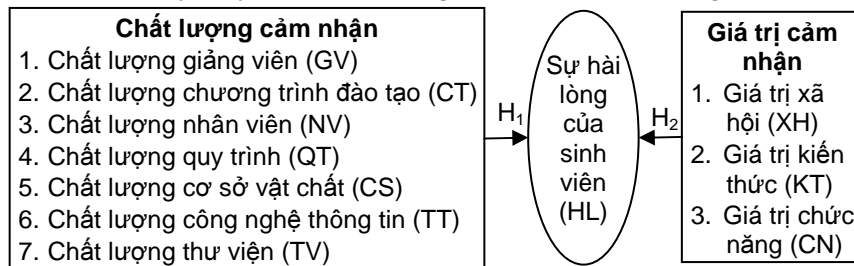 Chất lượng cảm nhận
1. Chất lượng giảng viên (GV)
2. Chất lượng chương trình đào tạo (CT)
3. Chất lượng nhân viên (NV)
4. Chất lượng quy trình (QT)
5. Chất lượng cơ sở vật chất (CS)
6. Chất lượng công nghệ thông tin (TT)
7. Chất lượng thư viện (TV)
H1
Sự hài
lòng
của
sinh
viên
(HL)
H2
Giá trị cảm
nhận
1. Giá trị xã
hội (XH)
2. Giá trị kiến
thức (KT)
3. Giá trị chức
năng (CN)